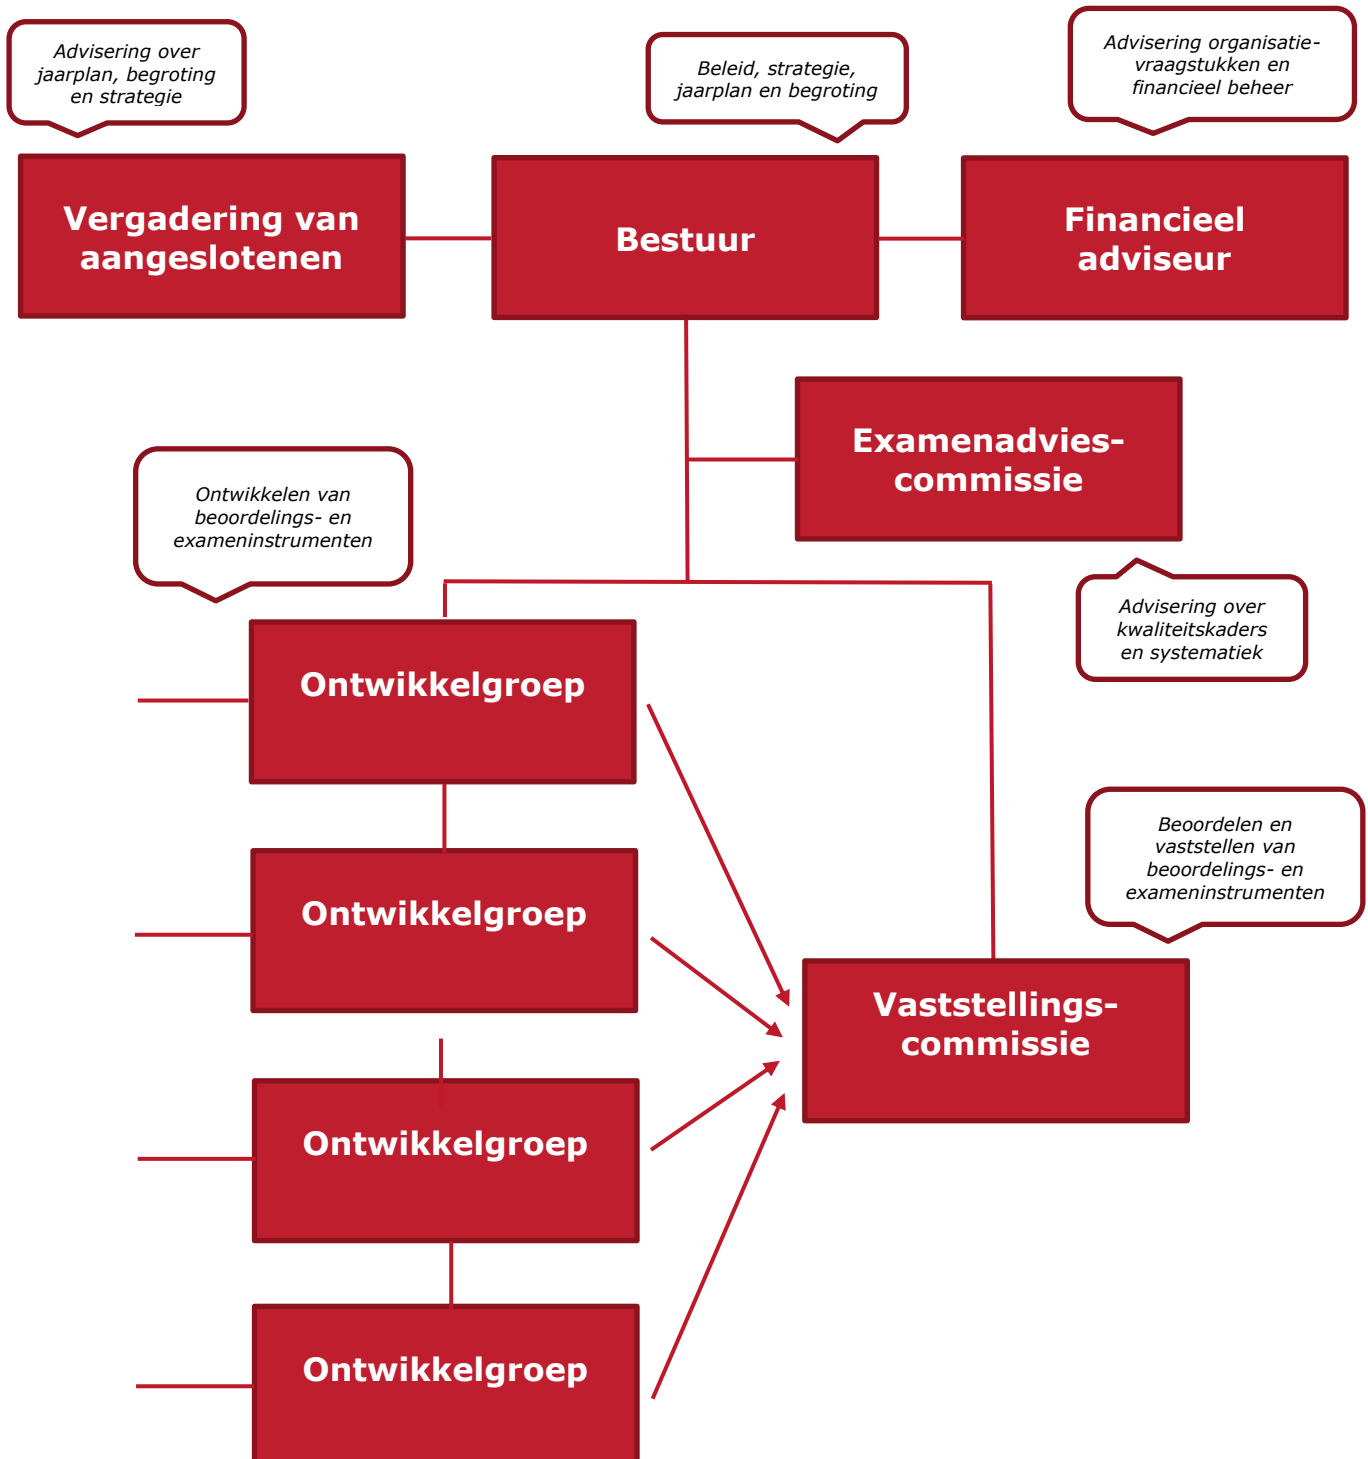 Advisering over
jaarplan, begroting
en strategie
Beleid, strategie,
jaarplan en begroting
Advisering organisatie-
vraagstukken en
financieel beheer
Vergadering van
aangeslotenen
Bestuur
Financieel
adviseur
Examenadvies-
commissie
Ontwikkelen van
beoordelings- en
exameninstrumenten
Advisering over
kwaliteitskaders
en systematiek
Ontwikkelgroep
Beoordelen en
vaststellen van
beoordelings- en
exameninstrumenten
Ontwikkelgroep
Vaststellings-
commissie
Ontwikkelgroep
Ontwikkelgroep